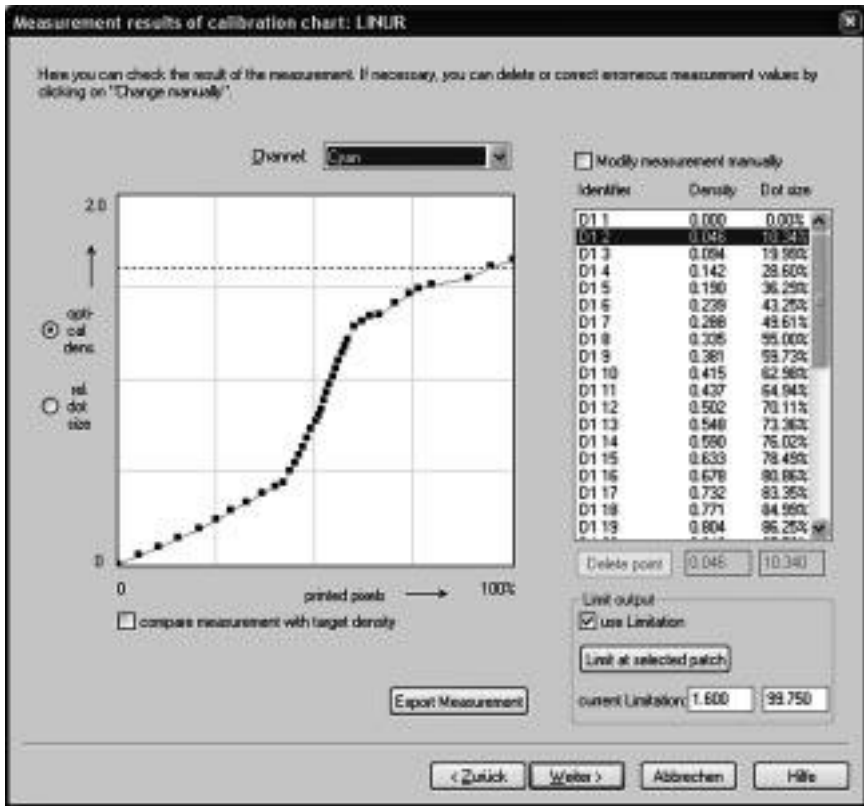 Measurement results of calibration chart: LINUR
Here you can check the result of the measurement. If necessary, you can delete or correct erroneous measurement values by
clicking on "Change manually".
Channel: Cyan
Modify measurement manually
Identifier Density Dot size
2.0
opti-
cal
dens.
rel.
dot
size
0
0 printed pixels 100%
D1 1 0.000 0.00%
D1 2 0.046 10.34%
D1 3 0.094 19.99%
D1 4 0.142 28.60%
D1 5 0.190 36.29%
D1 6 0.239 43.25%
D1 7 0.288 49.61%
D1 8 0.335 55.00%
D1 9 0.381 59.73%
D1 10 0.415 62.98%
D1 11 0.437 64.94%
D1 12 0.502 70.11%
D1 13 0.548 73.36%
D1 14 0.590 76.02%
D1 15 0.633 78.49%
D1 16 0.678 80.86%
D1 17 0.732 83.35%
D1 18 0.771 84.99%
D1 19 0.804 86.25%
Delete point 0.046 10.340
compare measurement with target density
Limit output
use Limitation
Limit at selected patch
Export Measurement
current Limitation: 1.600 99.750
< Zurück Weiter > Abbrechen Hilfe